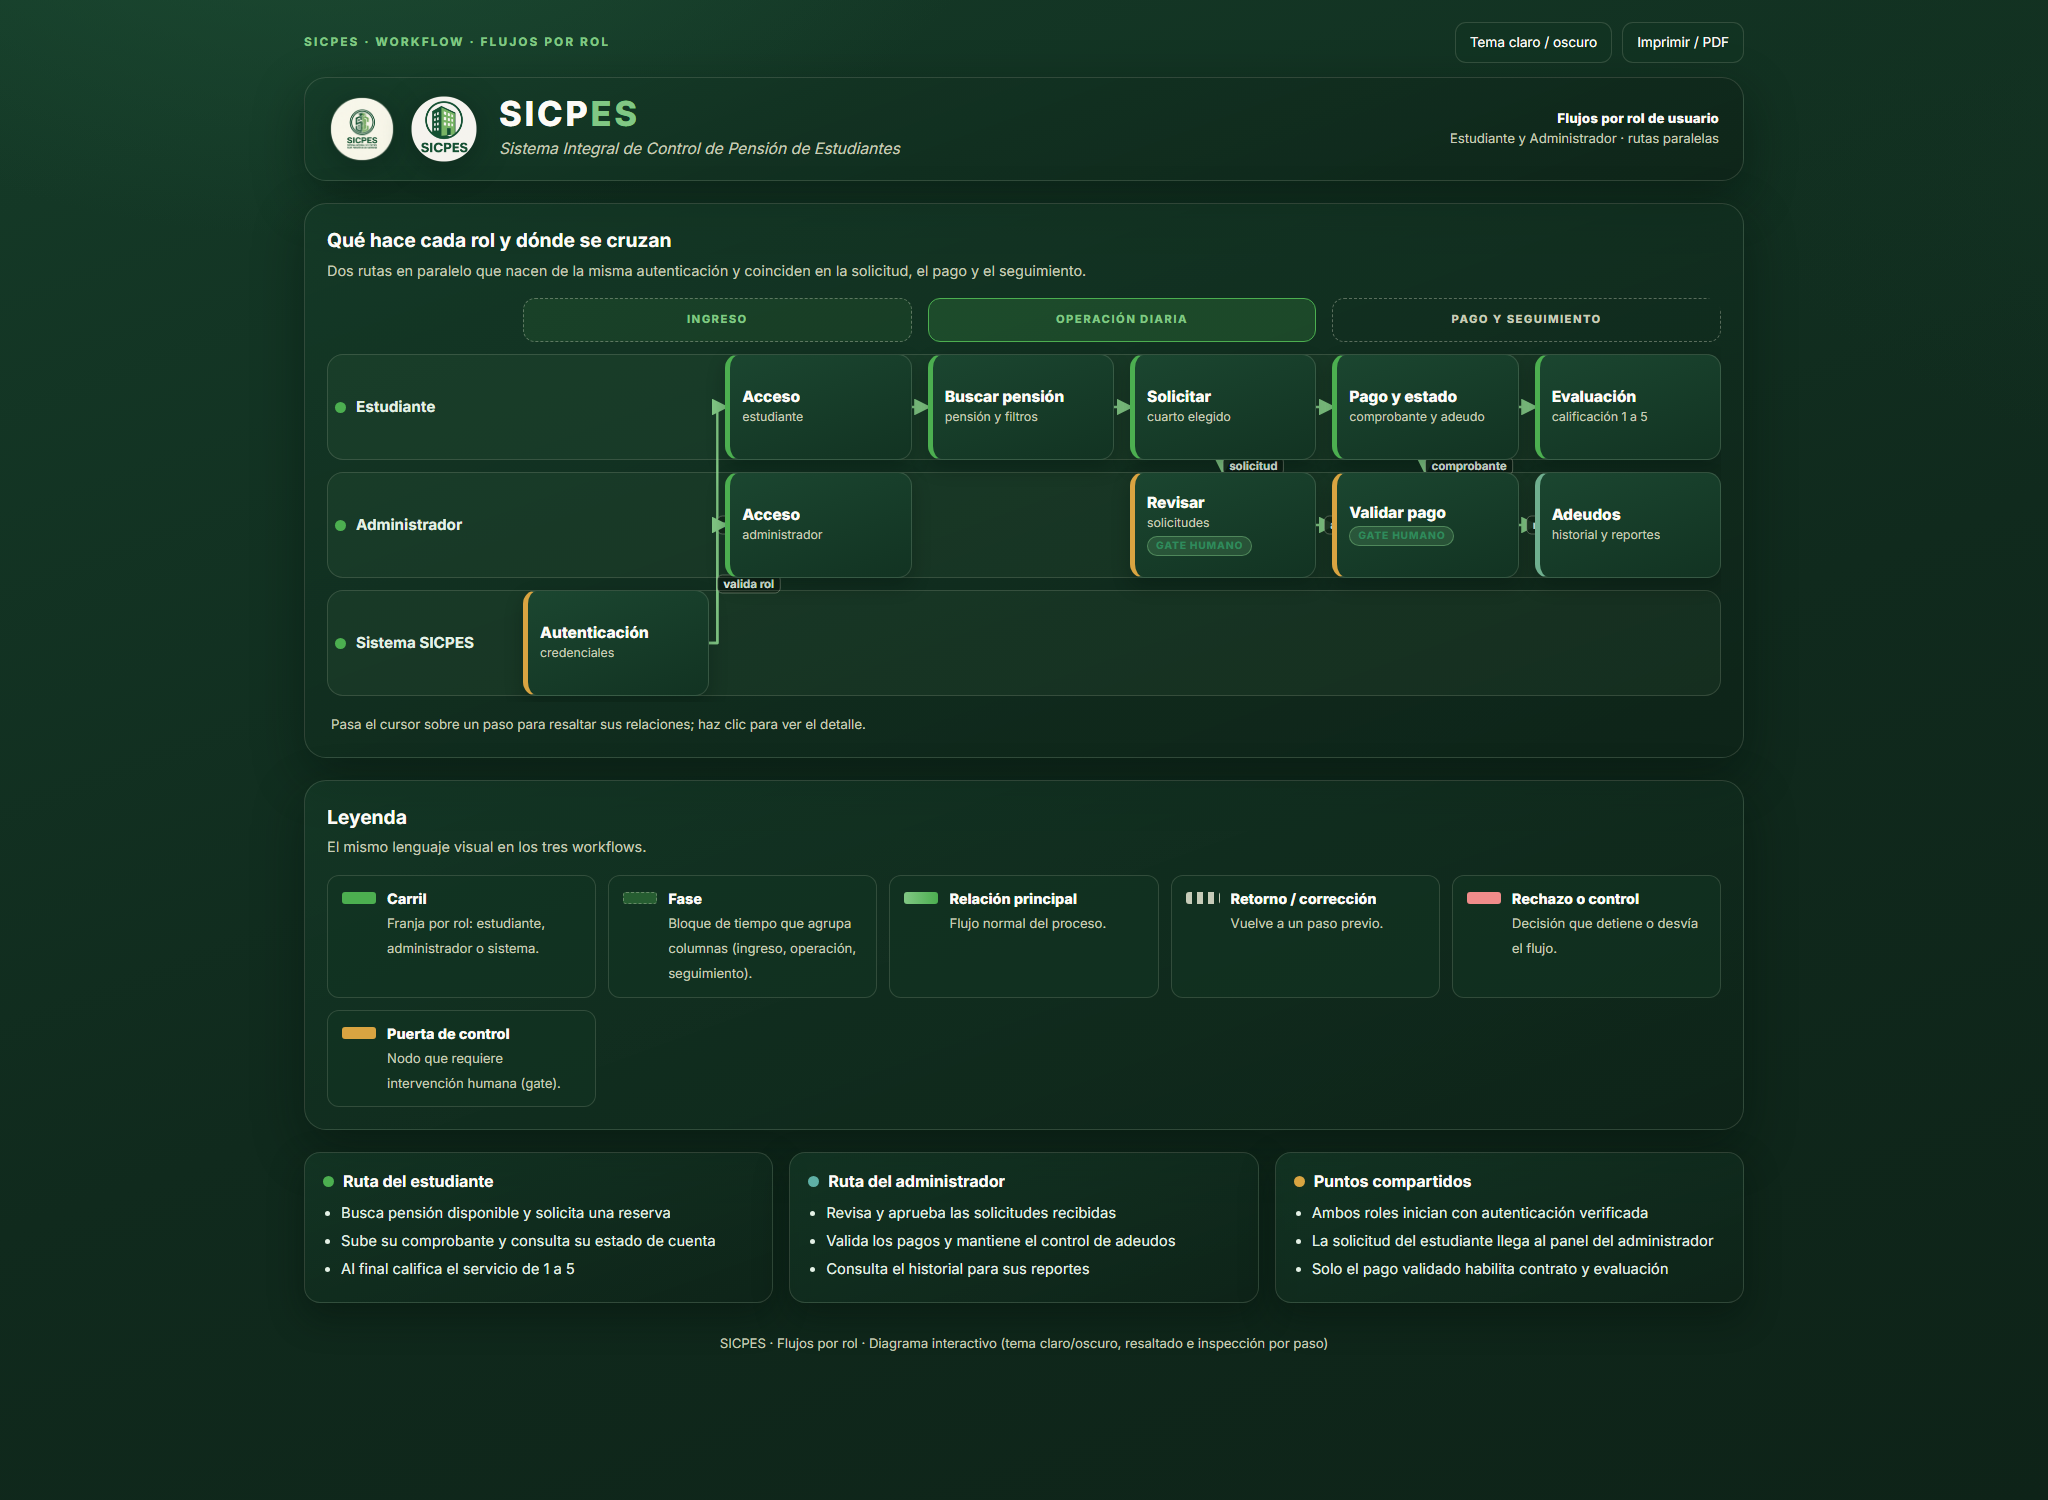 SICPES · WORKFLOW · FLUJOS POR ROL
Tema claro / oscuro
Imprimir / PDF
SICPES
SICPES
SICPES
Sistema Integral de Control de Pensión de Estudiantes
Flujos por rol de usuario
Estudiante y Administrador · rutas paralelas
Qué hace cada rol y dónde se cruzan
Dos rutas en paralelo que nacen de la misma autenticación y coinciden en la solicitud, el pago y el seguimiento.
INGRESO
OPERACIÓN DIARIA
PAGO Y SEGUIMIENTO
Estudiante
Acceso
estudiante
Buscar pensión
pensión y filtros
Solicitar
cuarto elegido
Pago y estado
comprobante y adeudo
Evaluación
calificación 1 a 5
solicitud
comprobante
Administrador
Acceso
administrador
Revisar
solicitudes
GATE HUMANO
Validar pago
GATE HUMANO
Adeudos
historial y reportes
valida rol
Sistema SICPES
Autenticación
credenciales
Pasa el cursor sobre un paso para resaltar sus relaciones; haz clic para ver el detalle.
Leyenda
El mismo lenguaje visual en los tres workflows.
Carril
Franja por rol: estudiante,
administrador o sistema.
Fase
Bloque de tiempo que agrupa
columnas (ingreso, operación,
seguimiento).
Relación principal
Flujo normal del proceso.
Retorno / corrección
Vuelve a un paso previo.
Rechazo o control
Decisión que detiene o desvía
el flujo.
Puerta de control
Nodo que requiere
intervención humana (gate).
Ruta del estudiante
• Busca pensión disponible y solicita una reserva
• Sube su comprobante y consulta su estado de cuenta
• Al final califica el servicio de 1 a 5
Ruta del administrador
• Revisa y aprueba las solicitudes recibidas
• Valida los pagos y mantiene el control de adeudos
• Consulta el historial para sus reportes
Puntos compartidos
• Ambos roles inician con autenticación verificada
• La solicitud del estudiante llega al panel del administrador
• Solo el pago validado habilita contrato y evaluación
SICPES · Flujos por rol · Diagrama interactivo (tema claro/oscuro, resaltado e inspección por paso)